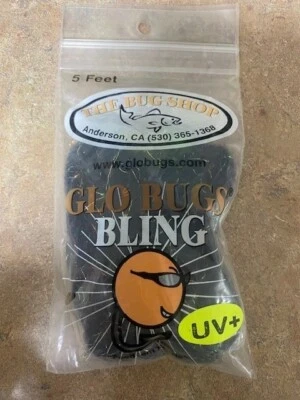 5 Feet
THE BUG SHOP
Anderson, CA (530) 365-1368
www.globugs.com
GLO BUGS®
BLING
UV+